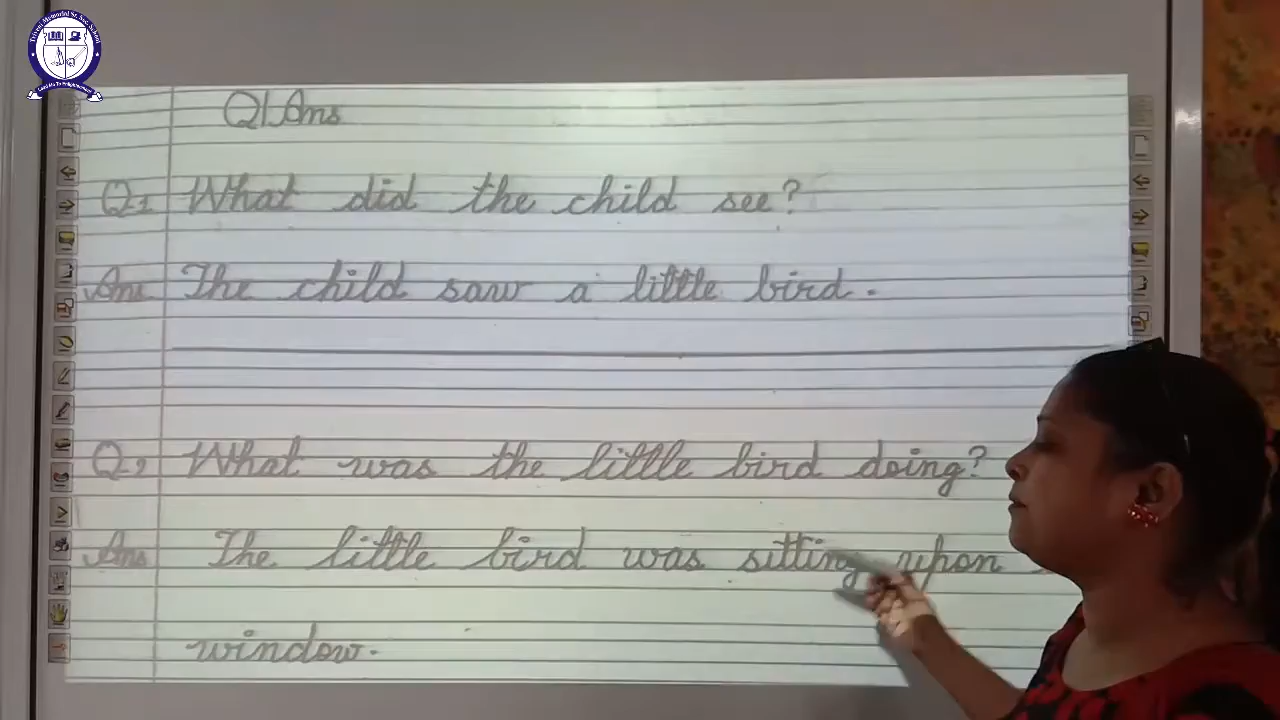 Q|Ans
Q1 What did the child see?
Ans The child saw a little bird.
Q2 What was the little bird doing?
Ans The little bird was sitting upon
window.